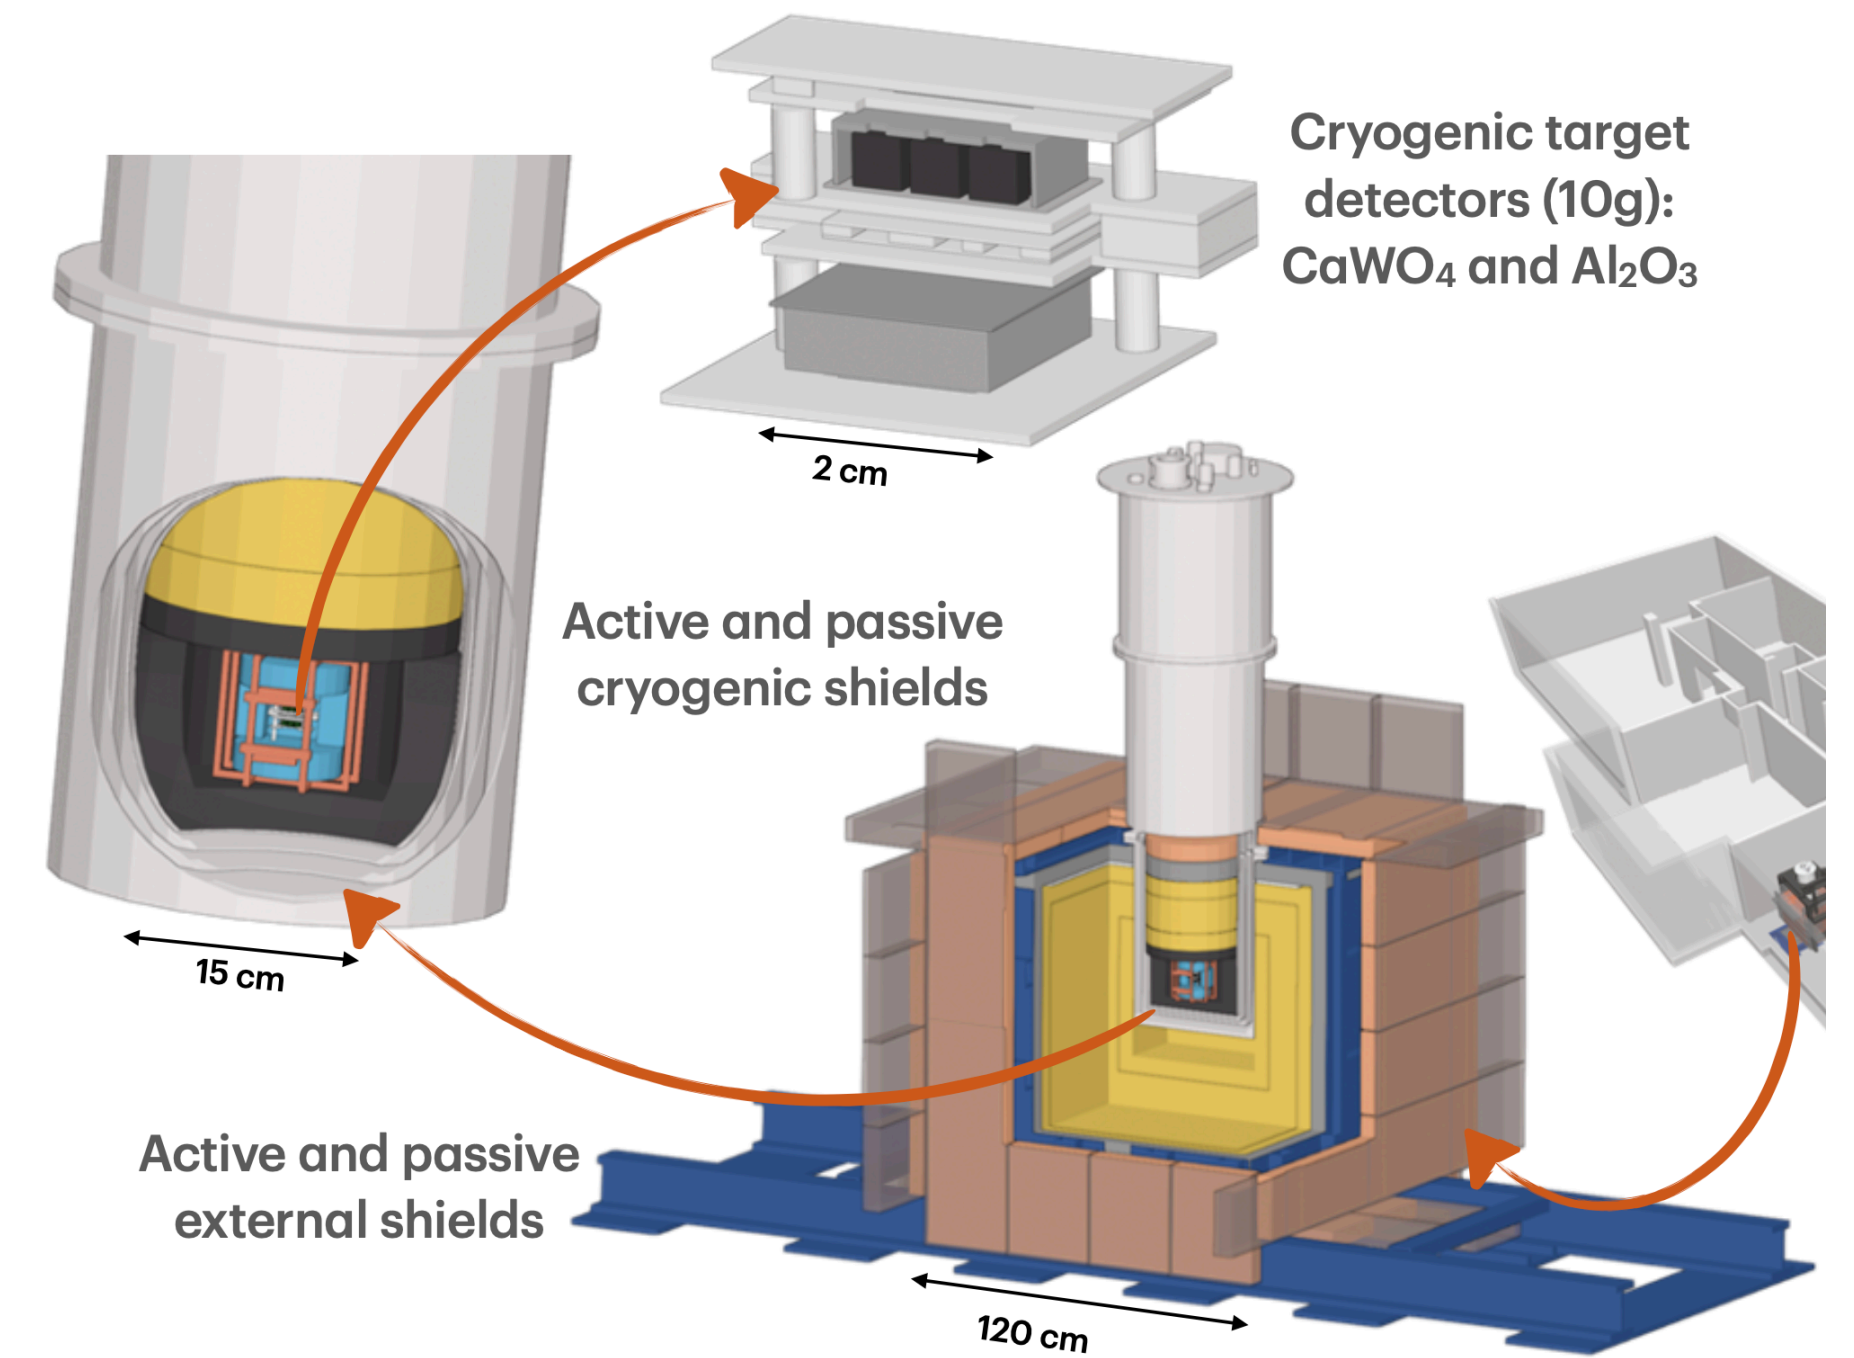 Cryogenic target
detectors (10g):
CaWO₄ and Al₂O₃
2 cm
Active and passive
cryogenic shields
15 cm
Active and passive
external shields
120 cm